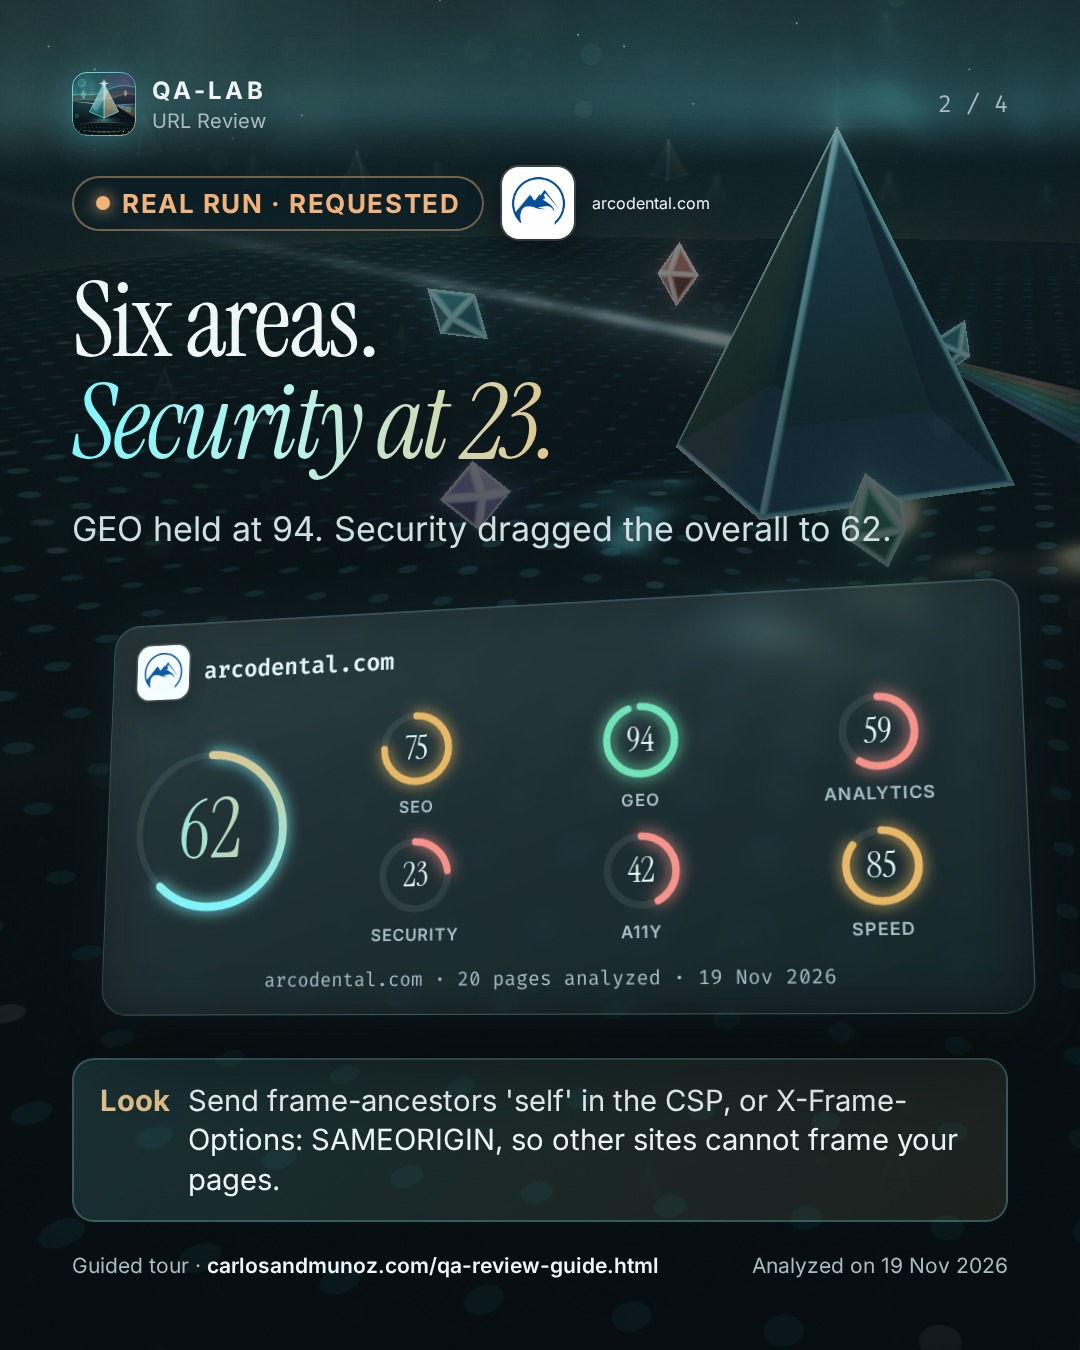 QA-LAB
URL Review
2 / 4
REAL RUN · REQUESTED
arcodental.com
Six areas.
Security at 23.
GEO held at 94. Security dragged the overall to 62.
arcodental.com
62
75
SEO
94
GEO
59
ANALYTICS
23
SECURITY
42
A11Y
85
SPEED
arcodental.com · 20 pages analyzed · 19 Nov 2026
Look Send frame-ancestors 'self' in the CSP, or X-Frame-
Options: SAMEORIGIN, so other sites cannot frame your
pages.
Guided tour · carlosandmunoz.com/qa-review-guide.html
Analyzed on 19 Nov 2026